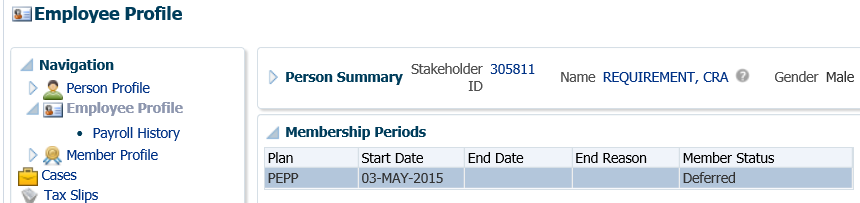 Employee Profile
Navigation
Person Profile
Employee Profile
• Payroll History
Member Profile
Cases
Tax Slips
Person Summary Stakeholder ID 305811 Name REQUIREMENT, CRA ? Gender Male
Membership Periods
Plan Start Date End Date End Reason Member Status
PEPP 03-MAY-2015 Deferred